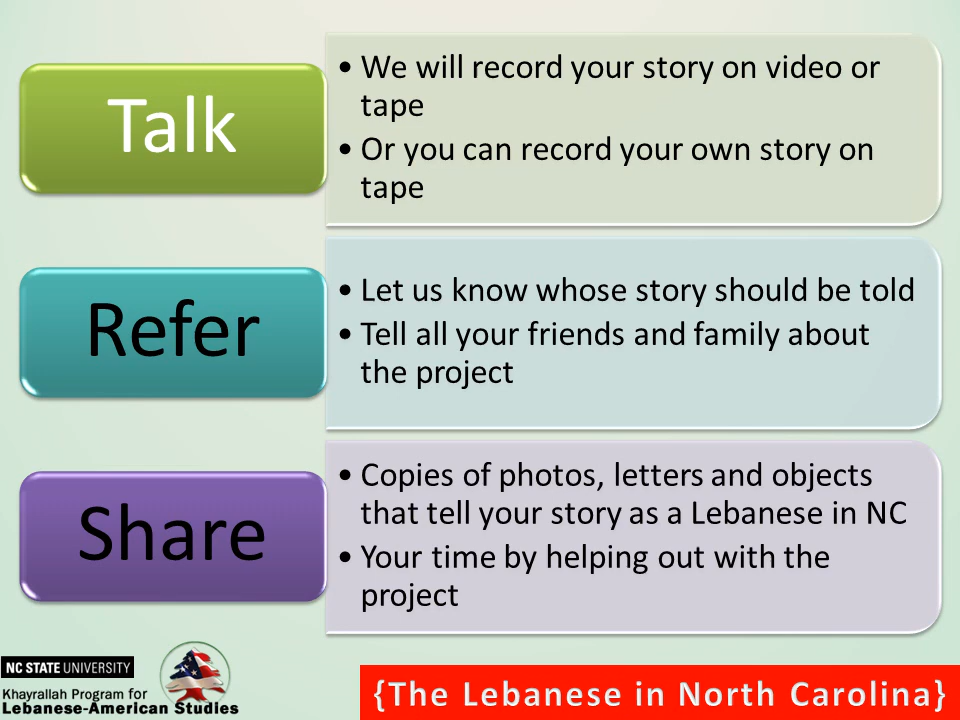 Talk
• We will record your story on video or
tape
• Or you can record your own story on
tape
Refer
• Let us know whose story should be told
• Tell all your friends and family about
the project
Share
• Copies of photos, letters and objects
that tell your story as a Lebanese in NC
• Your time by helping out with the
project
NC STATE UNIVERSITY
Khayrallah Program for
Lebanese-American Studies
{The Lebanese in North Carolina}